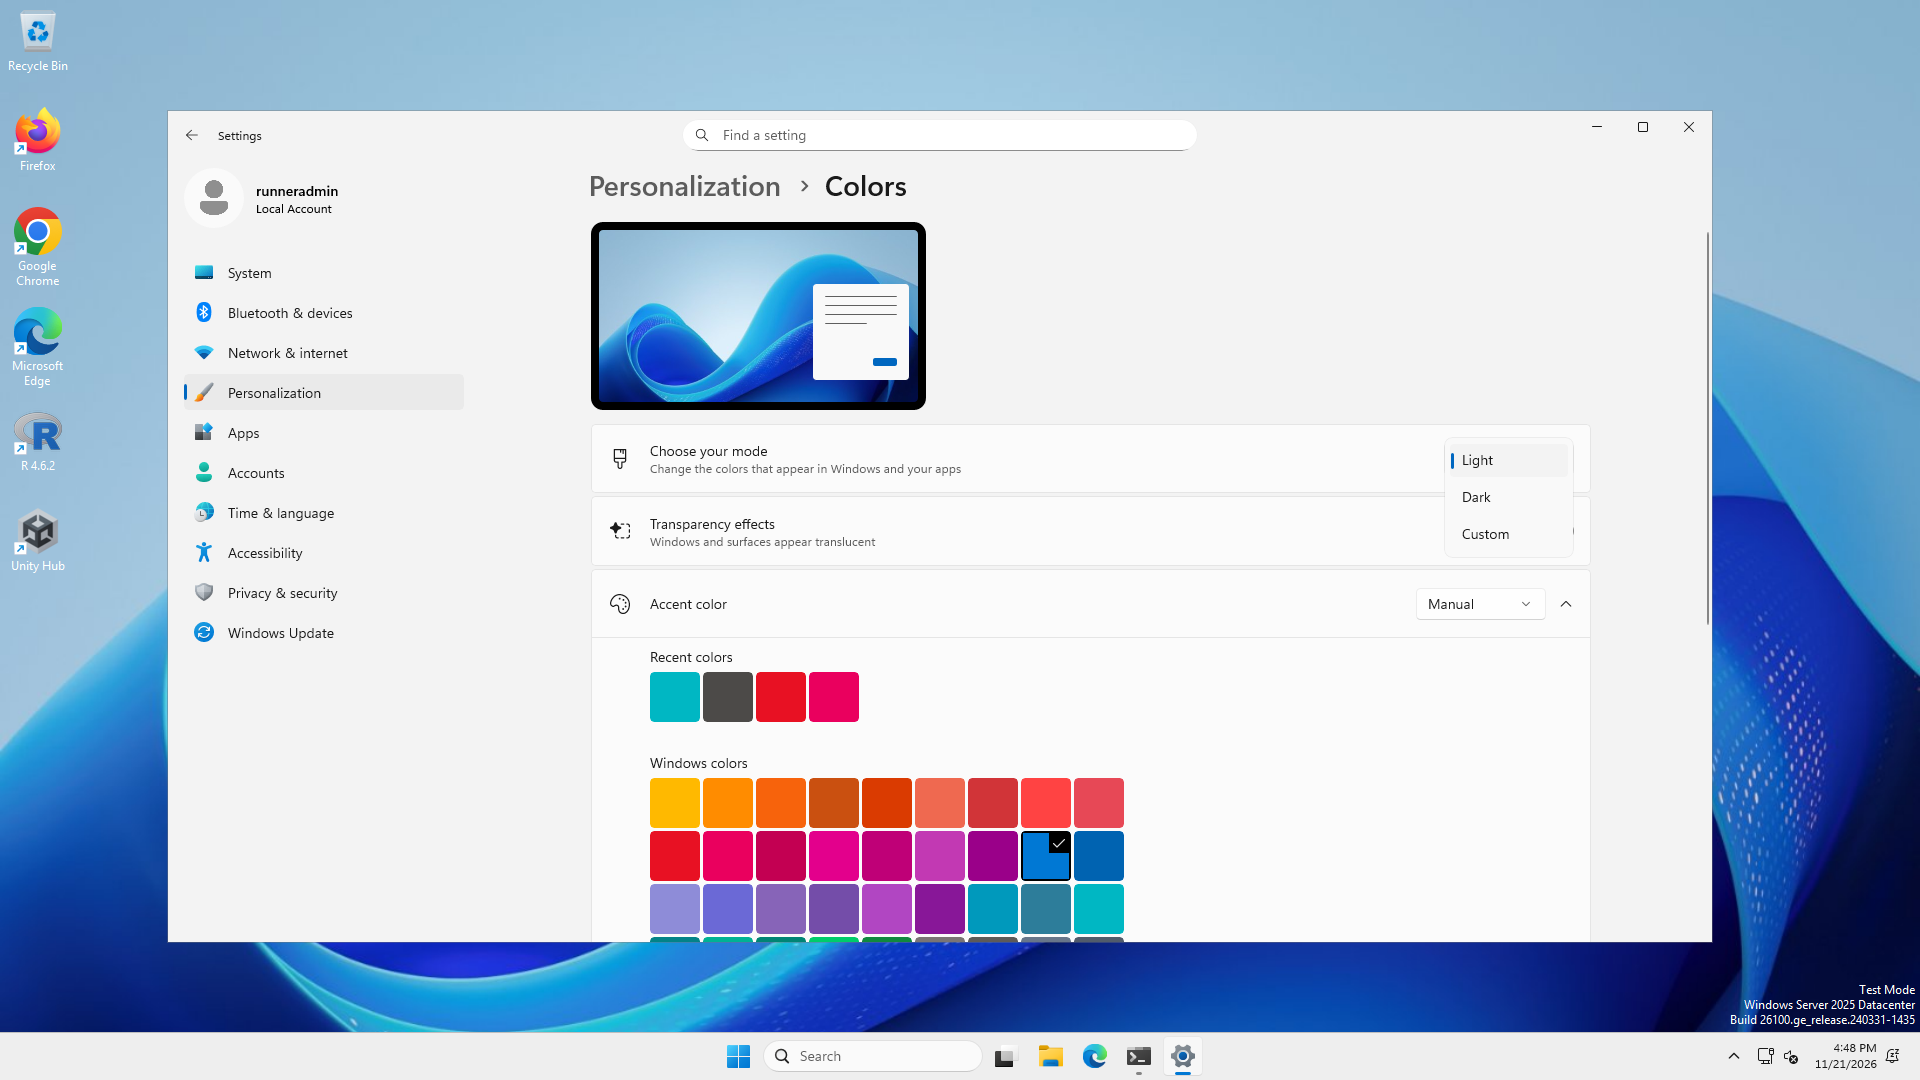 Recycle Bin
Firefox
Google
Chrome
Microsoft
Edge
R 4.6.2
Unity Hub
Settings
Find a setting
runneradmin
Local Account
System
Bluetooth & devices
Network & internet
Personalization
Apps
Accounts
Time & language
Accessibility
Privacy & security
Windows Update
Personalization > Colors
Choose your mode
Change the colors that appear in Windows and your apps
Light
Dark
Custom
Transparency effects
Windows and surfaces appear translucent
Accent color
Manual
Recent colors
Windows colors
Test Mode
Windows Server 2025 Datacenter
Build 26100.ge_release.240331-1435
Search
4:48 PM
11/21/2026